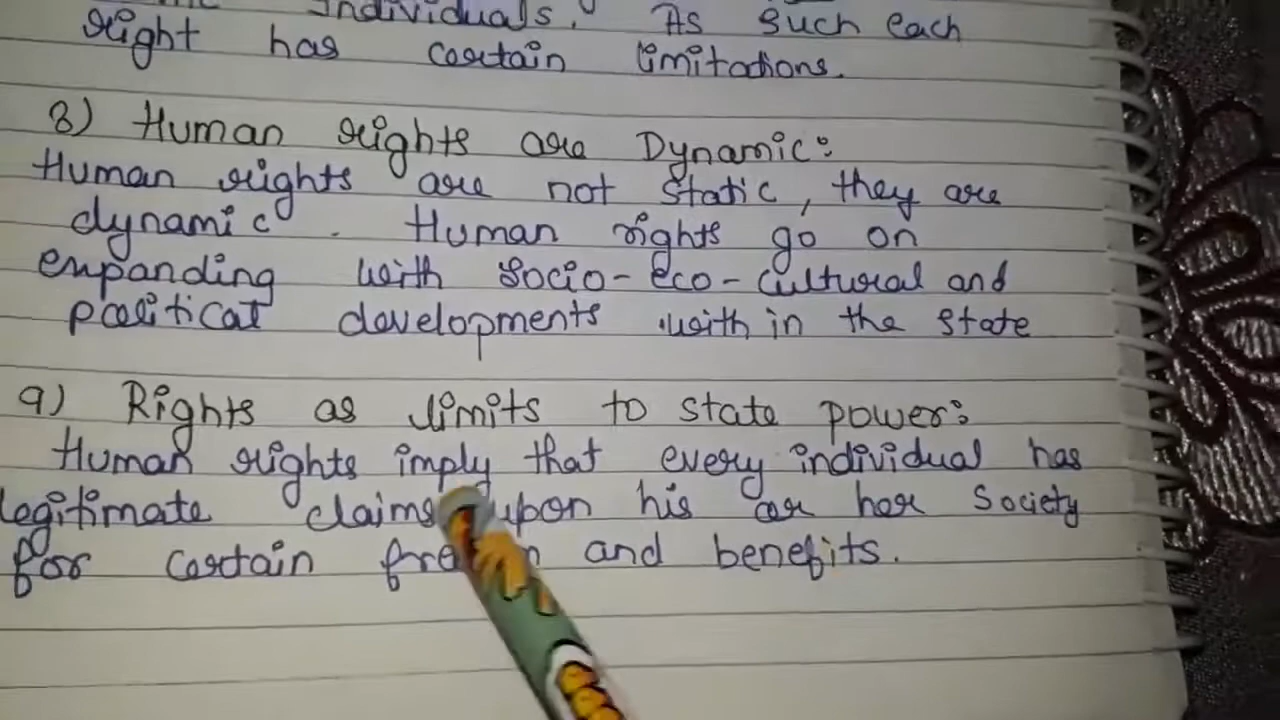 Individuals. As such each
right has certain limitations.
8) Human rights are Dynamic:
Human rights are not static, they are
dynamic. Human rights go on
expanding with socio-eco-cultural and
political developments within the state
9) Rights as limits to state power:
Human rights imply that every individual has
legitimate claims upon his or her society
for certain and benefits.